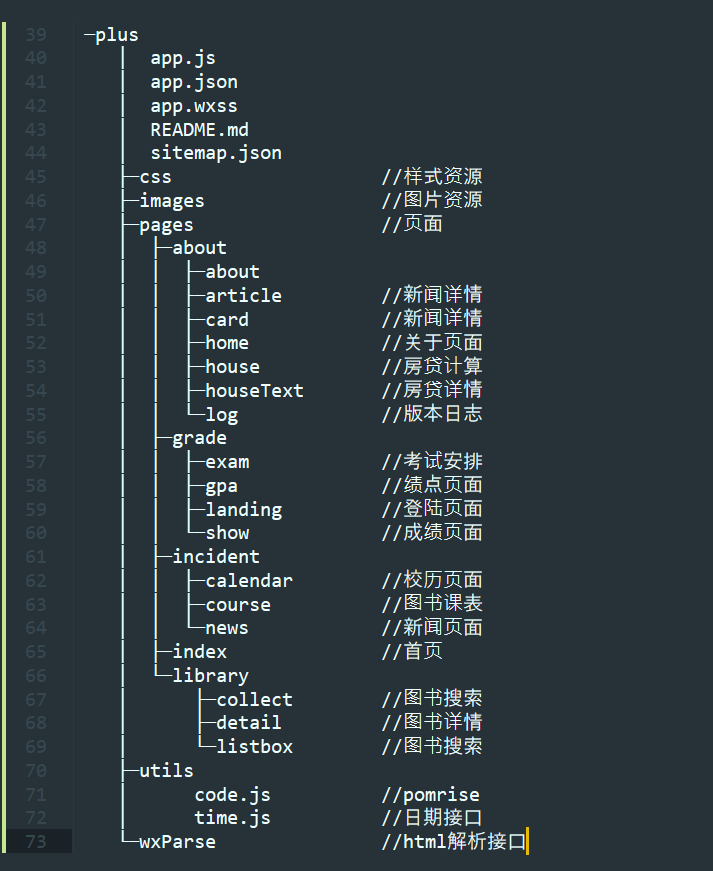 39 ─plus
40    │  app.js
41    │  app.json
42    │  app.wxss
43    │  README.md
44    │  sitemap.json
45    ├─css                   //样式资源
46    ├─images                //图片资源
47    ├─pages                 //页面
48    │  ├─about
49    │  │  ├─about
50    │  │  ├─article         //新闻详情
51    │  │  ├─card            //新闻详情
52    │  │  ├─home            //关于页面
53    │  │  ├─house           //房贷计算
54    │  │  ├─houseText       //房贷详情
55    │  │  └─log             //版本日志
56    │  ├─grade
57    │  │  ├─exam            //考试安排
58    │  │  ├─gpa             //绩点页面
59    │  │  ├─landing         //登陆页面
60    │  │  └─show            //成绩页面
61    │  ├─incident
62    │  │  ├─calendar        //校历页面
63    │  │  ├─course          //图书课表
64    │  │  └─news            //新闻页面
65    │  ├─index              //首页
66    │  └─library
67    │      ├─collect        //图书搜索
68    │      ├─detail         //图书详情
69    │      └─listbox        //图书搜索
70    ├─utils
71    │      code.js          //pomrise
72    │      time.js          //日期接口
73    └─wxParse               //html解析接口